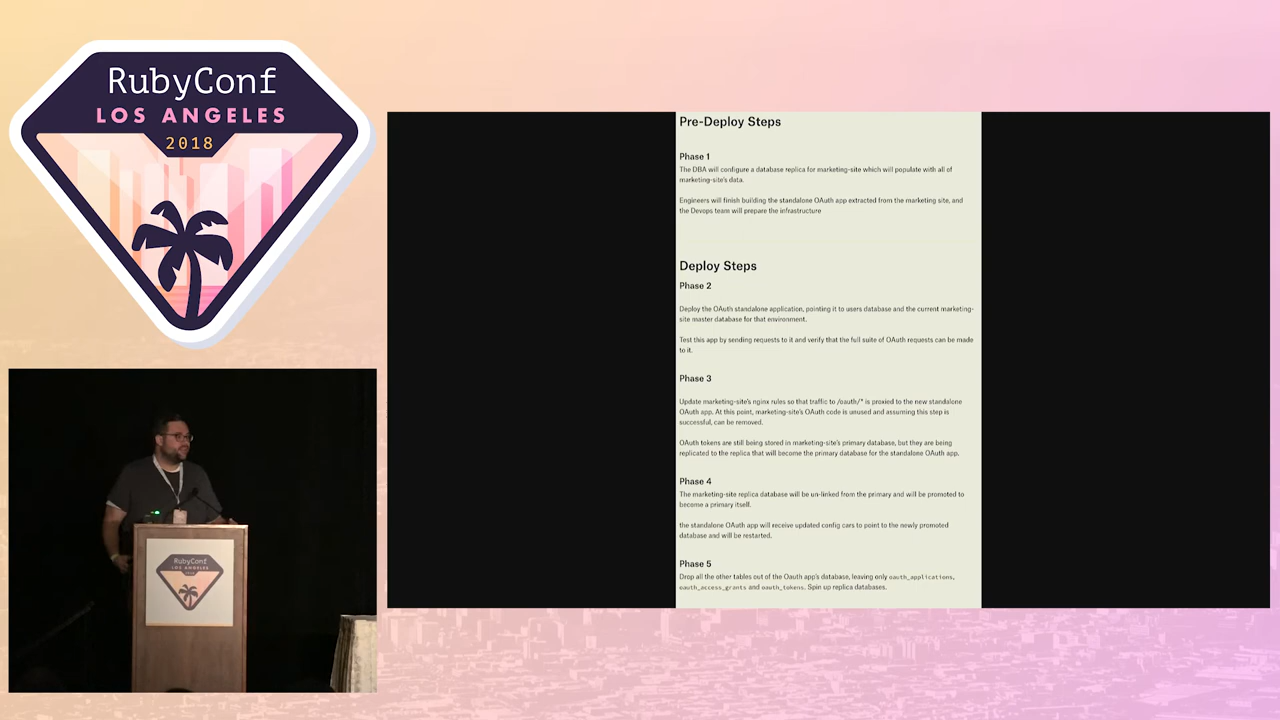 RubyConf
LOS ANGELES
2018
Pre-Deploy Steps
Phase 1
The DBA will configure a database replica for marketing-site which will populate with all of
marketing-site's data.
Engineers will finish building the standalone OAuth app extracted from the marketing site, and
the Devops team will prepare the infrastructure
Deploy Steps
Phase 2
Deploy the OAuth standalone application, pointing it to users database and the current marketing-
site master database for that environment.
Test this app by sending requests to it and verify that the full suite of OAuth requests can be made
to it.
Phase 3
Update marketing-site's nginx rules so that traffic to /oauth/* is proxied to the new standalone
OAuth app. At this point, marketing-site's OAuth code is unused and assuming this step is
successful, can be removed.
OAuth tokens are still being stored in marketing-site's primary database, but they are being
replicated to the replica that will become the primary database for the standalone OAuth app.
Phase 4
The marketing-site replica database will be un-linked from the primary and will be promoted to
become a primary itself.
the standalone OAuth app will receive updated config cars to point to the newly promoted
database and will be restarted.
Phase 5
Drop all the other tables out of the Oauth app's database, leaving only oauth_applications,
oauth_access_grants and oauth_tokens. Spin up replica databases.
RubyConf
LOS ANGELES